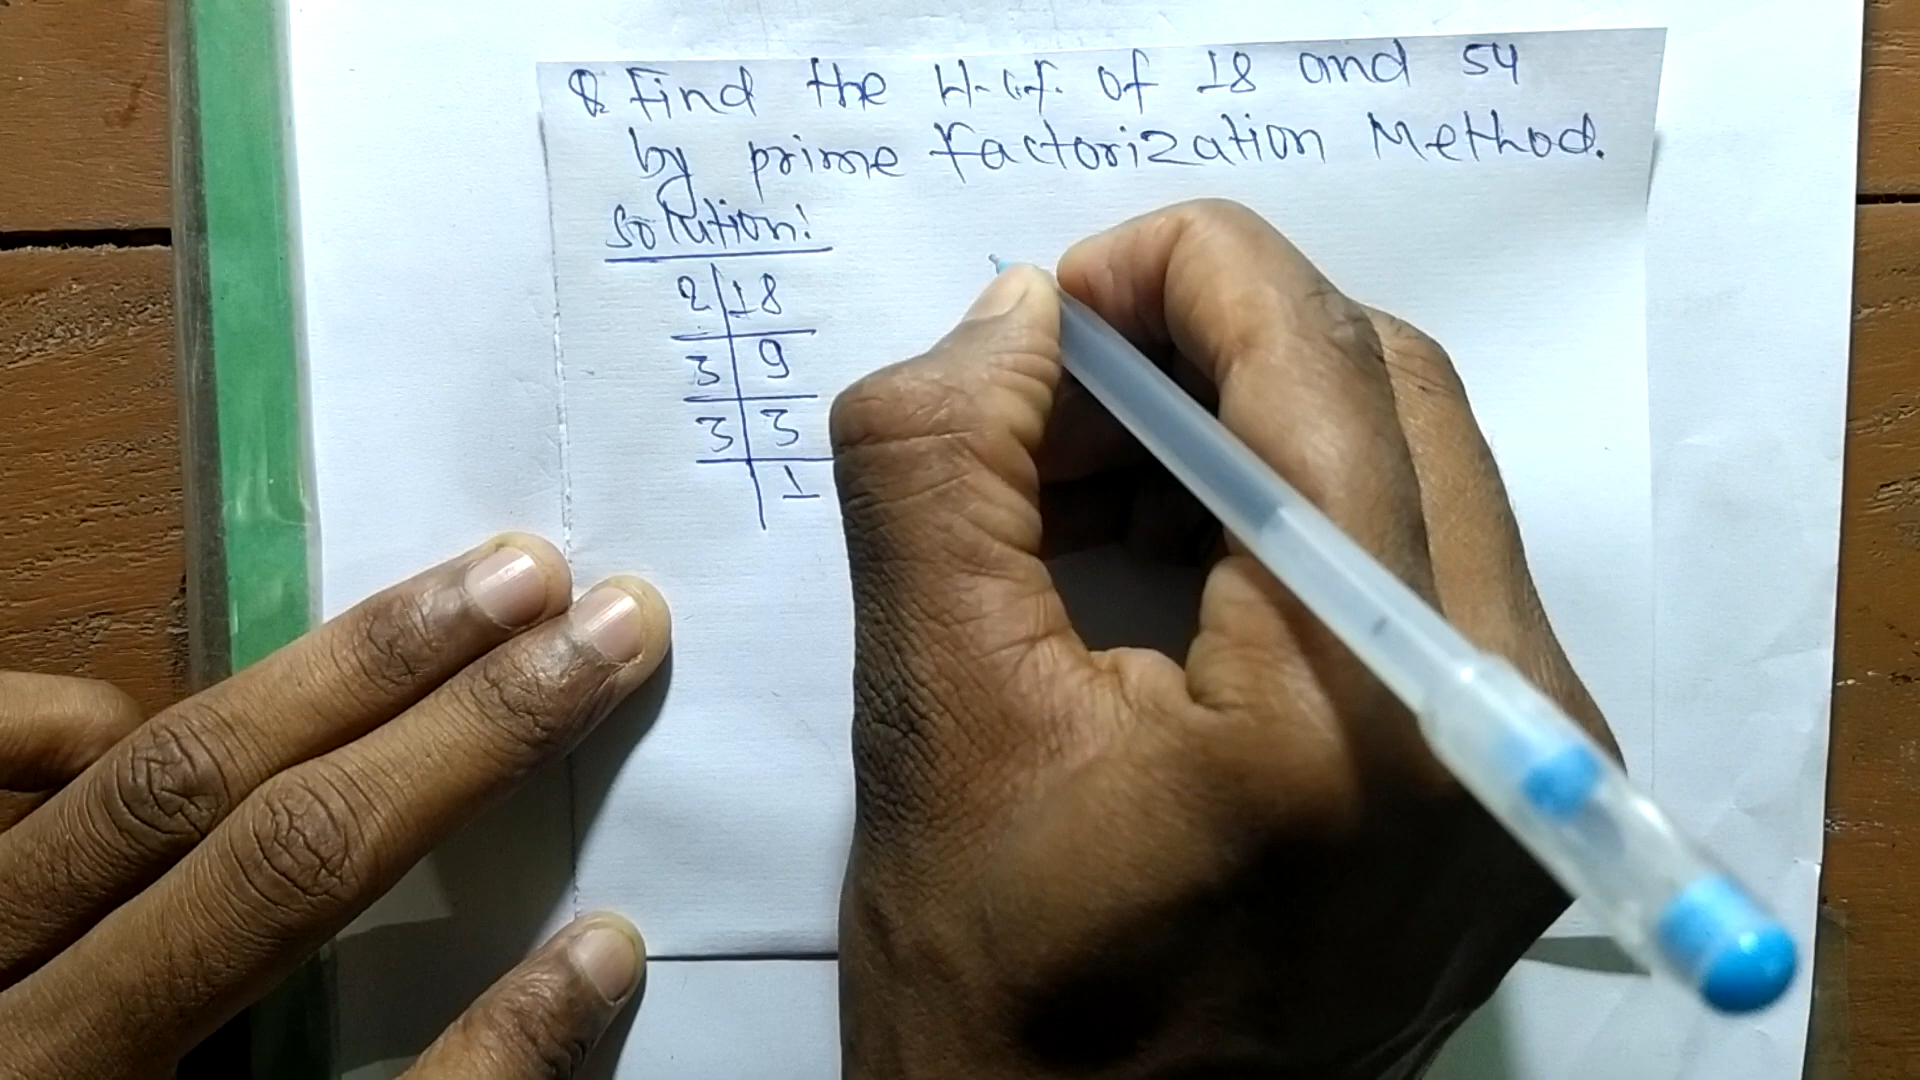 Q Find the H.C.F. of 18 and 54
by prime factorization Method.
Solution:
2 | 18
3 | 9
3 | 3
| 1